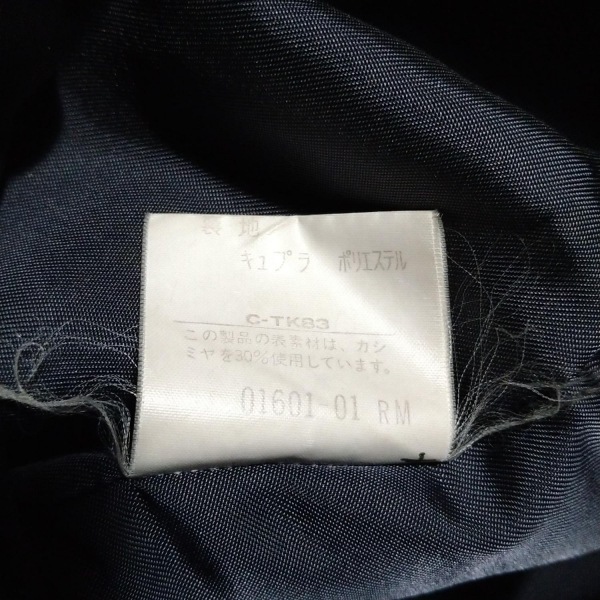 キュプラ ポリエステル
C-TK83
この製品の表素材は、カシ
ミヤを30%使用しています。
01601-01 RM